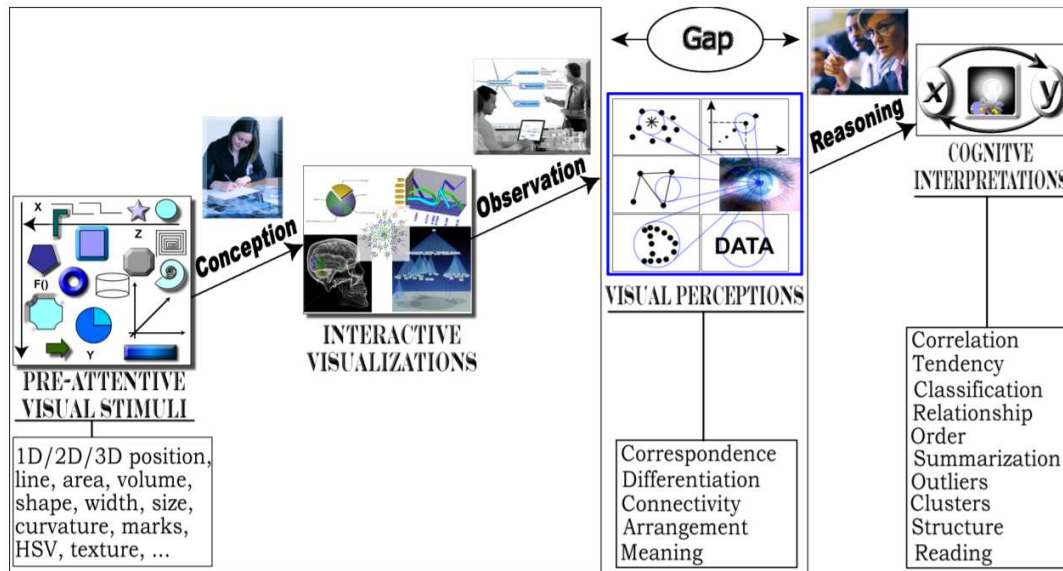 Gap
Reasoning
Observation
Conception
X
Z
F()
Y
DATA
x
y
COGNITVE
INTERPRETATIONS
VISUAL PERCEPTIONS
INTERACTIVE
VISUALIZATIONS
PRE-ATTENTIVE
VISUAL STIMULI
1D/2D/3D position,
line, area, volume,
shape, width, size,
curvature, marks,
HSV, texture, ...
Correspondence
Differentiation
Connectivity
Arrangement
Meaning
Correlation
Tendency
Classification
Relationship
Order
Summarization
Outliers
Clusters
Structure
Reading